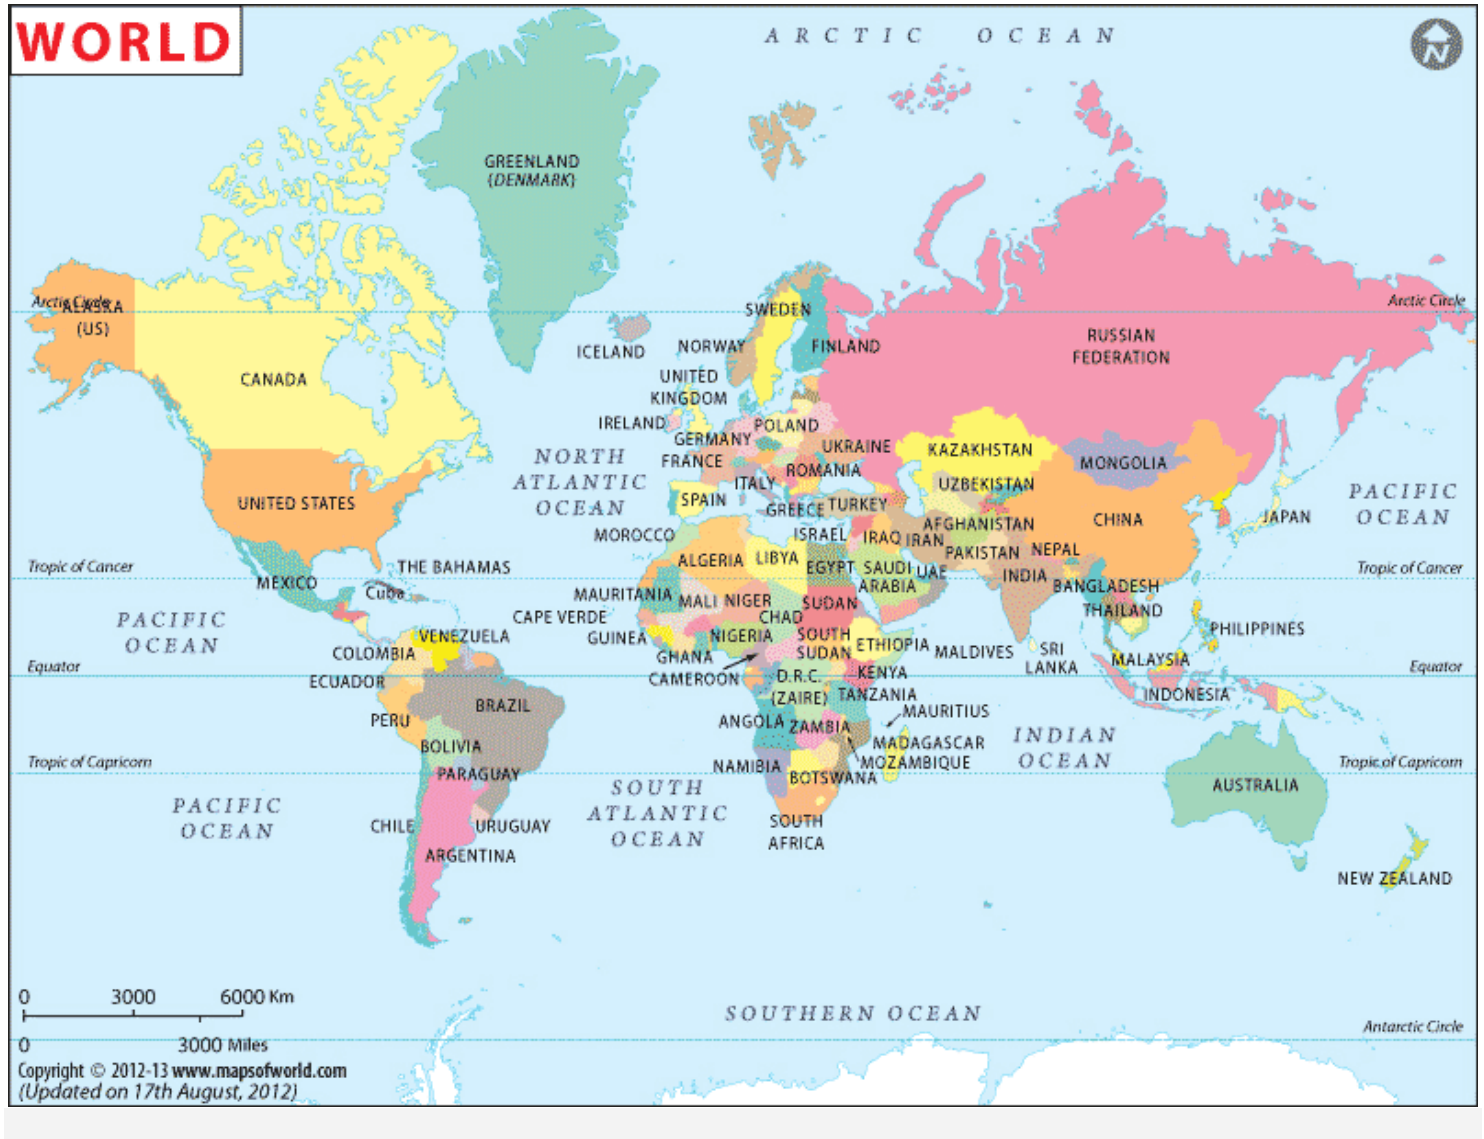 WORLD
ARCTIC OCEAN
N
GREENLAND
(DENMARK)
Arctic Circle
ALASKA
(US)
Arctic Circle
SWEDEN
RUSSIAN
FEDERATION
ICELAND
NORWAY
FINLAND
CANADA
UNITED
KINGDOM
IRELAND
POLAND
GERMANY
UKRAINE
KAZAKHSTAN
FRANCE
MONGOLIA
ROMANIA
NORTH
ATLANTIC
OCEAN
ITALY
UZBEKISTAN
PACIFIC
OCEAN
UNITED STATES
SPAIN
GREECE
TURKEY
CHINA
JAPAN
AFGHANISTAN
MOROCCO
ISRAEL
IRAQ
IRAN
PAKISTAN
NEPAL
ALGERIA
LIBYA
EGYPT
SAUDI
ARABIA
UAE
Tropic of Cancer
THE BAHAMAS
INDIA
Tropic of Cancer
MEXICO
Cuba
BANGLADESH
MAURITANIA
MALI
NIGER
SUDAN
THAILAND
CAPE VERDE
CHAD
PACIFIC
OCEAN
VENEZUELA
GUINEA
NIGERIA
SOUTH
SUDAN
ETHIOPIA
MALDIVES
SRI
LANKA
PHILIPPINES
COLOMBIA
GHANA
MALAYSIA
Equator
ECUADOR
CAMEROON
D.R.C.
(ZAIRE)
KENYA
Equator
TANZANIA
INDONESIA
BRAZIL
PERU
ANGOLA
ZAMBIA
MAURITIUS
INDIAN
OCEAN
BOLIVIA
MADAGASCAR
MOZAMBIQUE
Tropic of Capricorn
NAMIBIA
Tropic of Capricorn
PARAGUAY
BOTSWANA
AUSTRALIA
SOUTH
ATLANTIC
OCEAN
PACIFIC
OCEAN
CHILE
URUGUAY
SOUTH
AFRICA
ARGENTINA
NEW ZEALAND
0 3000 6000 Km
SOUTHERN OCEAN
Antarctic Circle
0 3000 Miles
Copyright © 2012-13 www.mapsofworld.com
(Updated on 17th August, 2012)